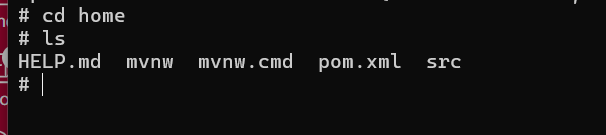 # cd home
# ls
HELP.md  mvnw  mvnw.cmd  pom.xml  src
#